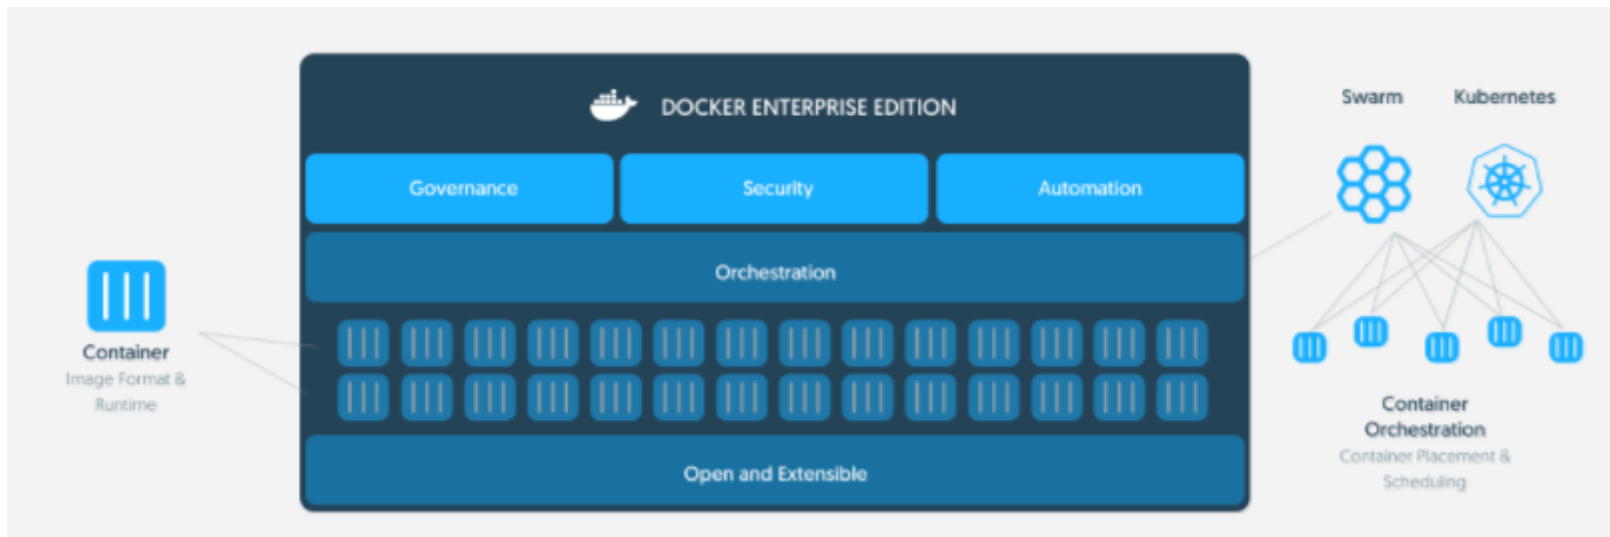 DOCKER ENTERPRISE EDITION
Governance
Security
Automation
Orchestration
Open and Extensible
Container
Image Format &
Runtime
Swarm
Kubernetes
Container
Orchestration
Container Placement &
Scheduling